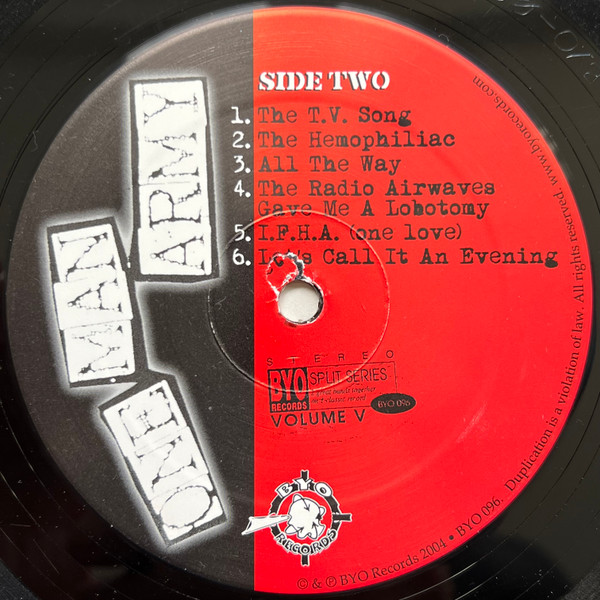 ONE MAN ARMY
SIDE TWO
1. The T.V. Song
2. The Hemophiliac
3. All The Way
4. The Radio Airwaves
Gave Me A Lobotomy
5. I.F.H.A. (one love)
6. Let's Call It An Evening
STEREO
BYO
RECORDS
SPLIT SERIES
VOLUME V
BYO 096
BYO
RECORDS
© & ℗ BYO Records 2004 • BYO 096. Duplication is a violation of law. All rights reserved. www.byorecords.com